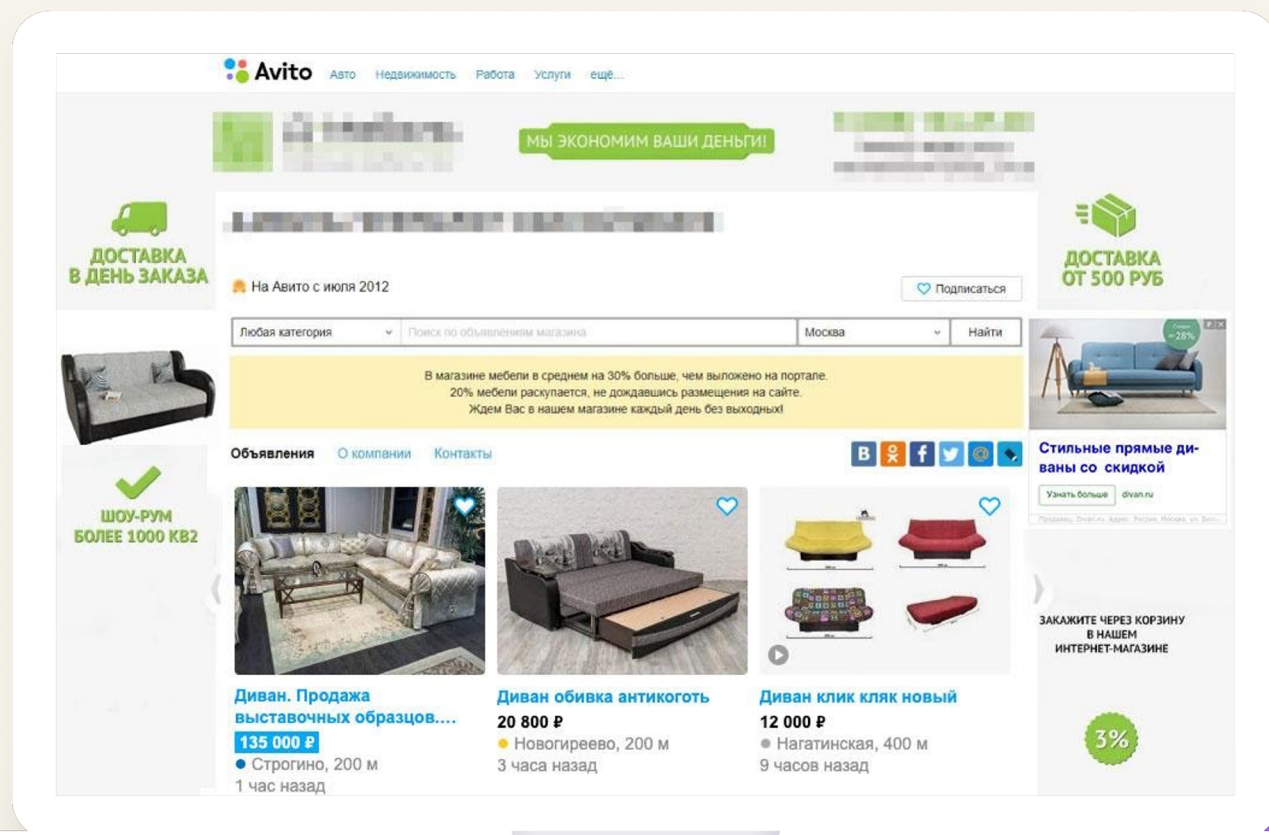 Avito Авто Недвижимость Работа Услуги ещё...
МЫ ЭКОНОМИМ ВАШИ ДЕНЬГИ!
ДОСТАВКА
В ДЕНЬ ЗАКАЗА
ДОСТАВКА
ОТ 500 РУБ
На Авито с июля 2012
Подписаться
Любая категория Поиск по объявлениям магазина Москва Найти
В магазине мебели в среднем на 30% больше, чем выложено на портале.
20% мебели раскупается, не дождавшись размещения на сайте.
Ждем Вас в нашем магазине каждый день без выходных!
Скидки
-28%
Объявления О компании Контакты
Стильные прямые ди-
ваны со скидкой
Узнать больше divan.ru
ШОУ-РУМ
БОЛЕЕ 1000 КВ2
Диван. Продажа
выставочных образцов....
135 000 ₽
Строгино, 200 м
1 час назад
Диван обивка антикоготь
20 800 ₽
Новогиреево, 200 м
3 часа назад
Диван клик кляк новый
12 000 ₽
Нагатинская, 400 м
9 часов назад
ЗАКАЖИТЕ ЧЕРЕЗ КОРЗИНУ
В НАШЕМ
ИНТЕРНЕТ-МАГАЗИНЕ
3%